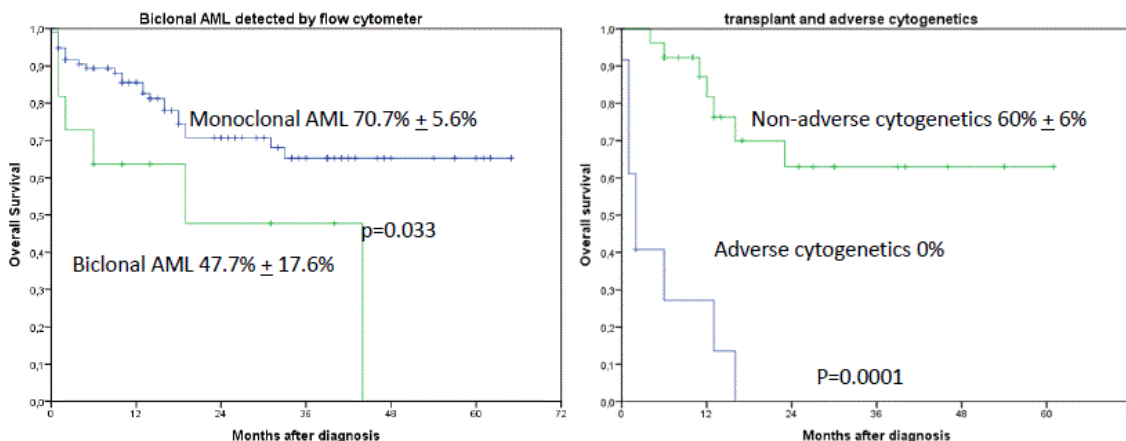 Biclonal AML detected by flow cytometer
1,0
0,9
0,8
0,7
0,6
0,5
0,4
0,3
0,2
0,1
0,0
Overall Survival
Monoclonal AML 70.7% ± 5.6%
p=0.033
Biclonal AML 47.7% ± 17.6%
0 12 24 36 48 60 72
Months after diagnosis
transplant and adverse cytogenetics
1,0
0,9
0,8
0,7
0,6
0,5
0,4
0,3
0,2
0,1
0,0
Overall survival
Non-adverse cytogenetics 60% ± 6%
Adverse cytogenetics 0%
P=0.0001
0 12 24 36 48 60
Months after diagnosis